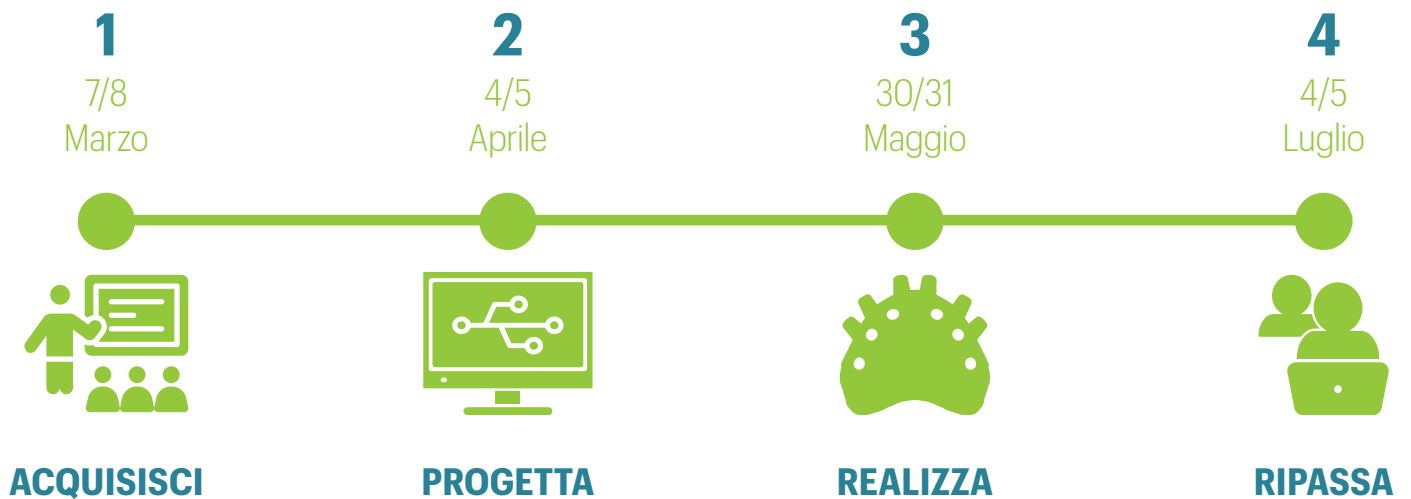 1
7/8
Marzo
ACQUISISCI
2
4/5
Aprile
PROGETTA
3
30/31
Maggio
REALIZZA
4
4/5
Luglio
RIPASSA